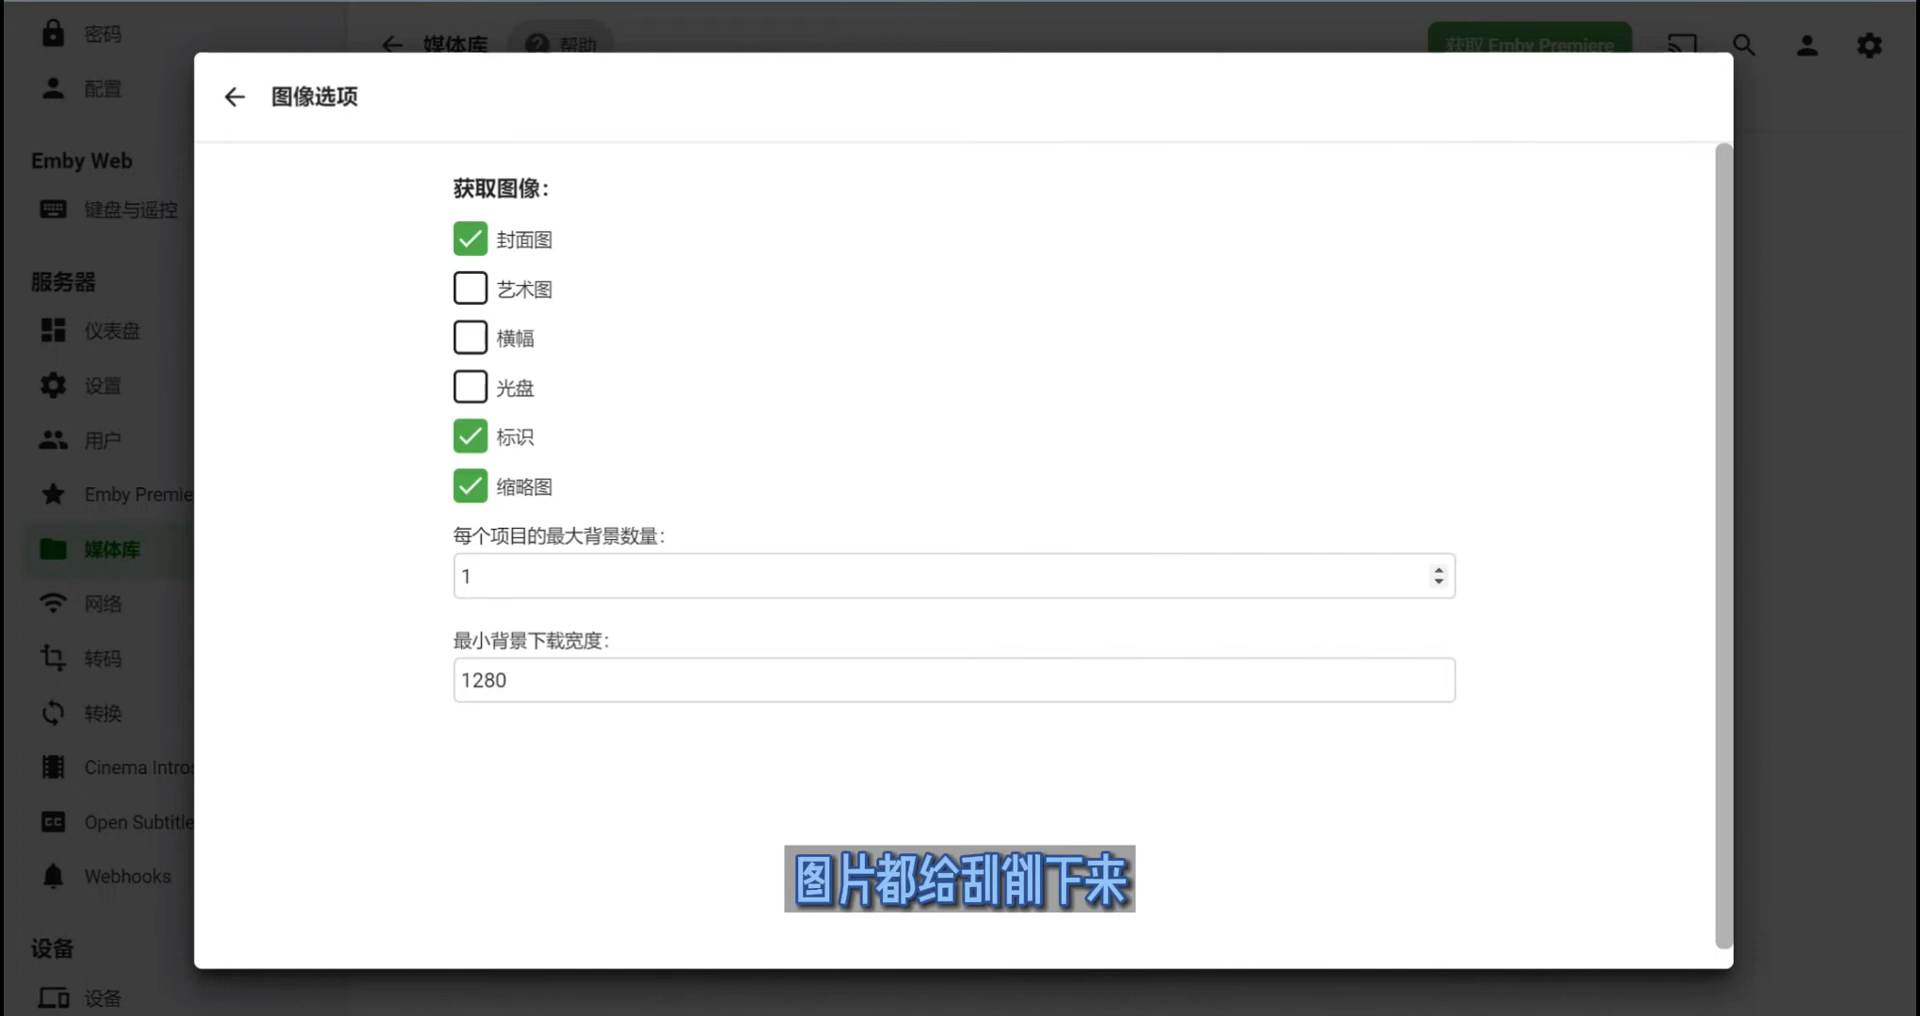 密码
配置
Emby Web
键盘与遥控
服务器
仪表盘
设置
用户
Emby Premie
媒体库
网络
转码
转换
Cinema Intros
Open Subtitle
Webhooks
设备
设备
媒体库
帮助
获取 Emby Premiere
图像选项
获取图像：
封面图
艺术图
横幅
光盘
标识
缩略图
每个项目的最大背景数量：
1
最小背景下载宽度：
1280
图片都给刮削下来